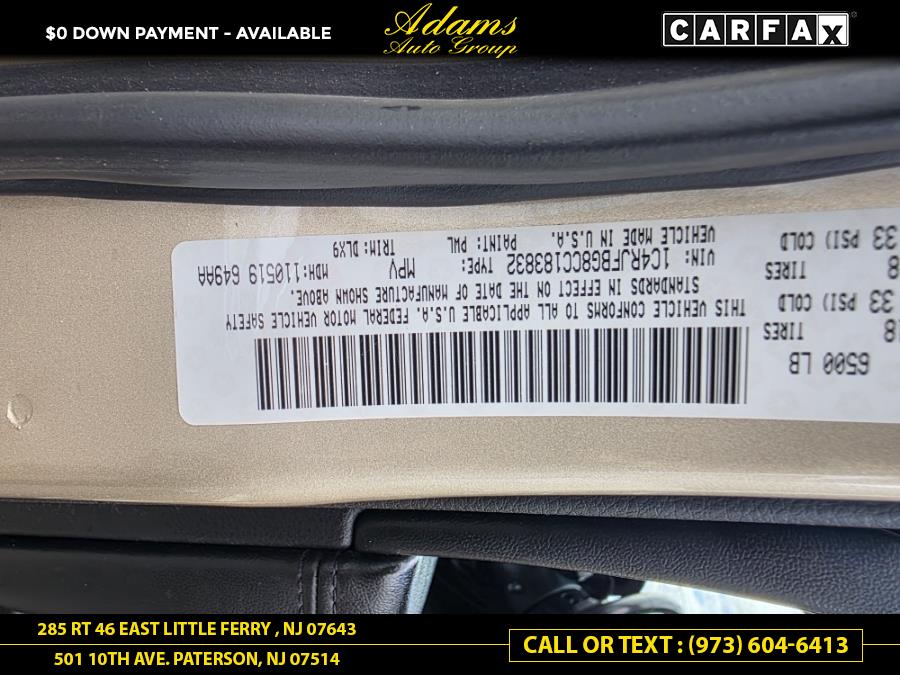 $0 DOWN PAYMENT - AVAILABLE
Adams
Auto Group
CARFAX
6500 LB
TIRES
33 PSI) COLD
TIRES
33 PSI) COLD
THIS VEHICLE CONFORMS TO ALL APPLICABLE U.S.A. FEDERAL MOTOR VEHICLE SAFETY
STANDARDS IN EFFECT ON THE DATE OF MANUFACTURE SHOWN ABOVE.
VIN: 1C4RJFBG8CC183832 TYPE: MPV MDH: 110519 649AA
VEHICLE MADE IN U.S.A. PAINT: PWL TRIM: DLX9
285 RT 46 EAST LITTLE FERRY , NJ 07643
501 10TH AVE. PATERSON, NJ 07514
CALL OR TEXT : (973) 604-6413